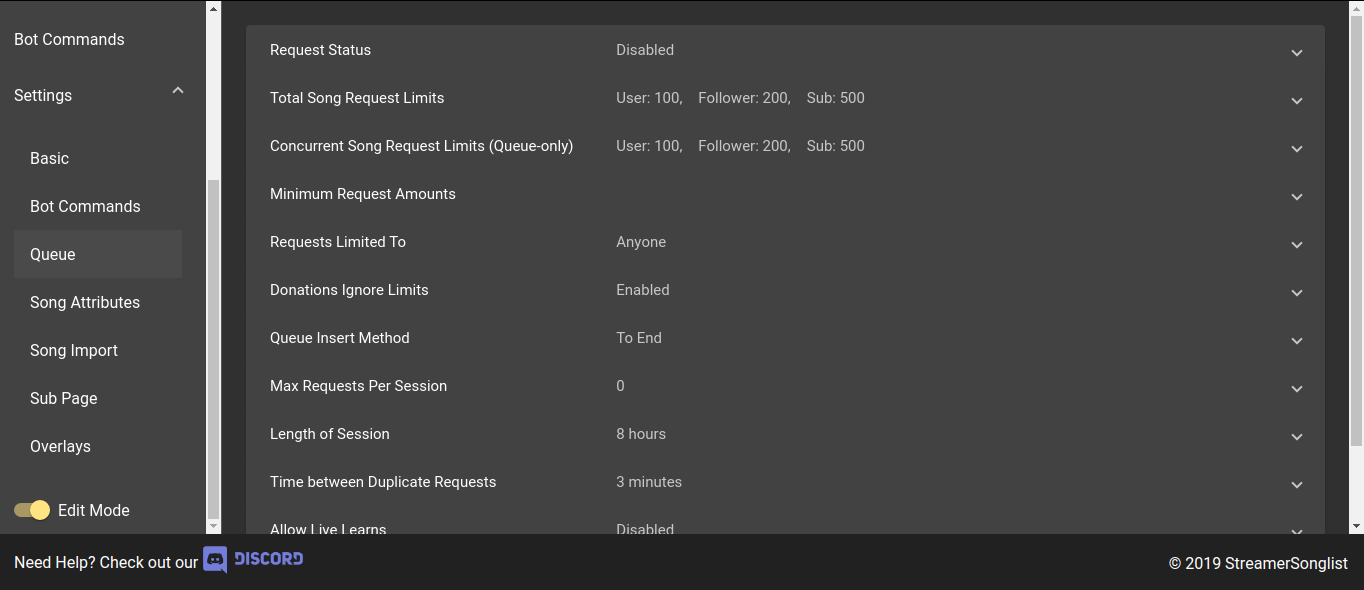 Bot Commands
Settings
Basic
Bot Commands
Queue
Song Attributes
Song Import
Sub Page
Overlays
Edit Mode
Request Status Disabled
Total Song Request Limits User: 100, Follower: 200, Sub: 500
Concurrent Song Request Limits (Queue-only) User: 100, Follower: 200, Sub: 500
Minimum Request Amounts
Requests Limited To Anyone
Donations Ignore Limits Enabled
Queue Insert Method To End
Max Requests Per Session 0
Length of Session 8 hours
Time between Duplicate Requests 3 minutes
Allow Live Learns Disabled
Need Help? Check out our DISCORD
© 2019 StreamerSonglist